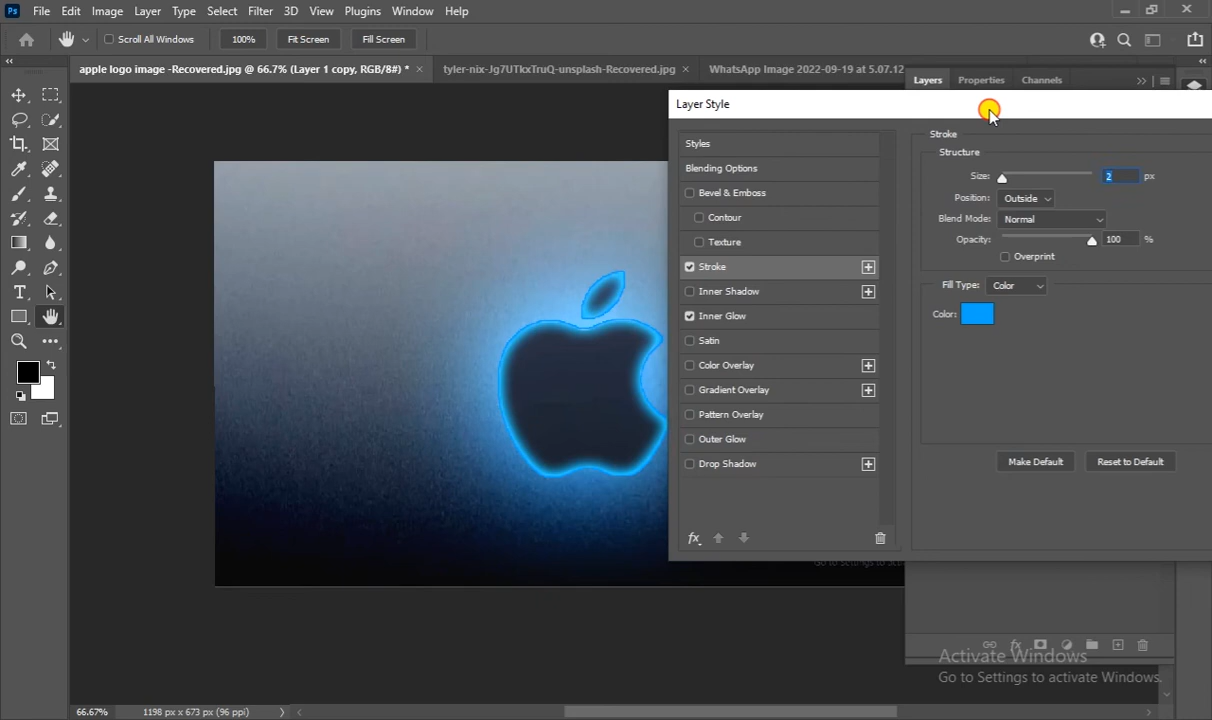 Ps File Edit Image Layer Type Select Filter 3D View Plugins Window Help
Scroll All Windows 100% Fit Screen Fill Screen
apple logo image -Recovered.jpg @ 66.7% (Layer 1 copy, RGB/8#) * × tyler-nix-Jg7UTkxTruQ-unsplash-Recovered.jpg × WhatsApp Image 2022-09-19 at 5.07.12
Layers Properties Channels
Layer Style
Styles
Blending Options
Bevel & Emboss
Contour
Texture
Stroke
Inner Shadow
Inner Glow
Satin
Color Overlay
Gradient Overlay
Pattern Overlay
Outer Glow
Drop Shadow
fx
Stroke
Structure
Size: 2 px
Position: Outside
Blend Mode: Normal
Opacity: 100 %
Overprint
Fill Type: Color
Color:
Make Default Reset to Default
fx
Activate Windows
Go to Settings to activate Windows.
66.67% 1198 px x 673 px (96 ppi)